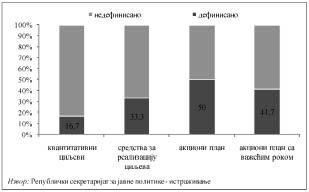 недефинисано дефинисано
100%
90%
80%
70%
60%
50%
40%
30%
20%
10%
0%
16,7 33,3 50 41,7
квантитативни циљеви
средства за реализацију циљева
акциони план
акциони план са важећим роком
Извор: Републички секретаријат за јавне политике- истраживање